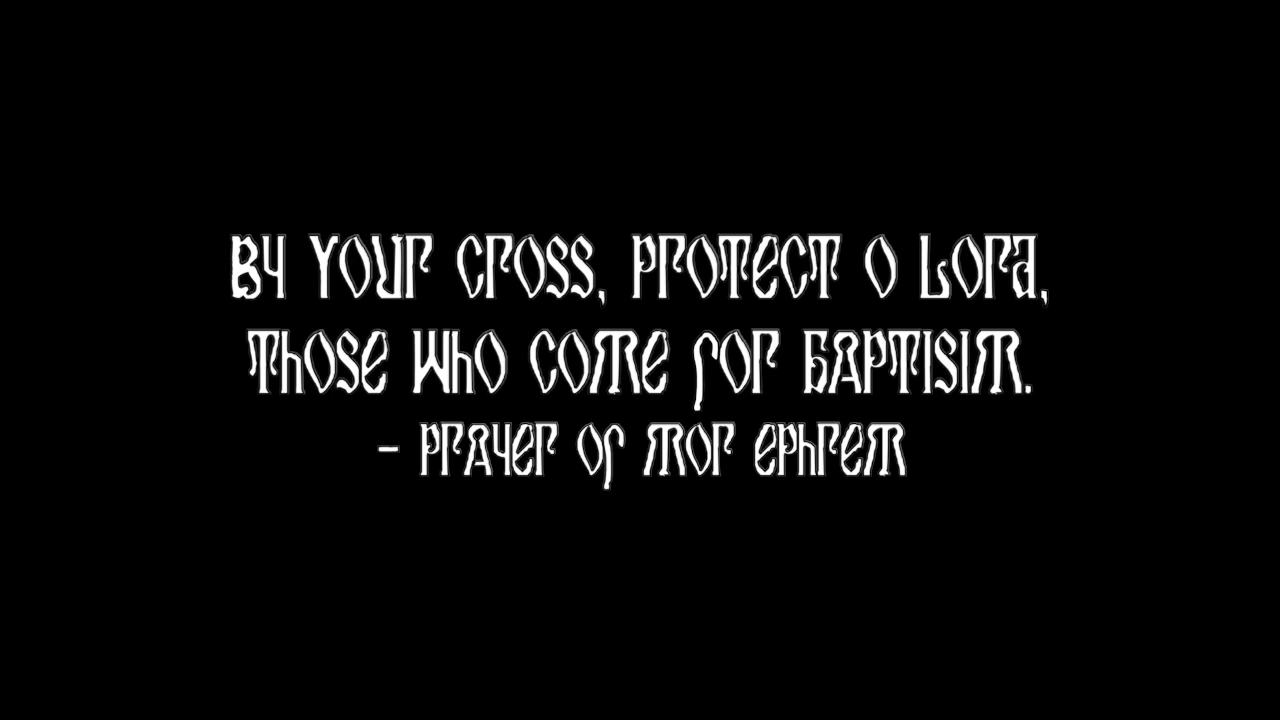 By Your Cross, Protect O Lord,
Those Who Come for Baptisim.
- Prayer of Mor Ephrem